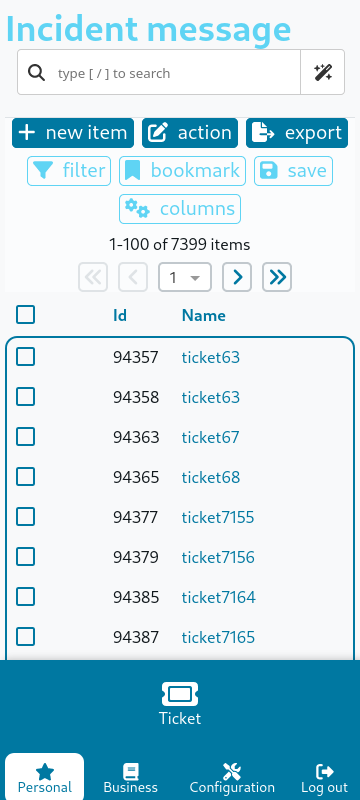 Incident message
type [ / ] to search
new item action export
filter bookmark save
columns
1-100 of 7399 items
1
Id Name
94357 ticket63
94358 ticket63
94363 ticket67
94365 ticket68
94377 ticket7155
94379 ticket7156
94385 ticket7164
94387 ticket7165
Ticket
Personal Business Configuration Log out